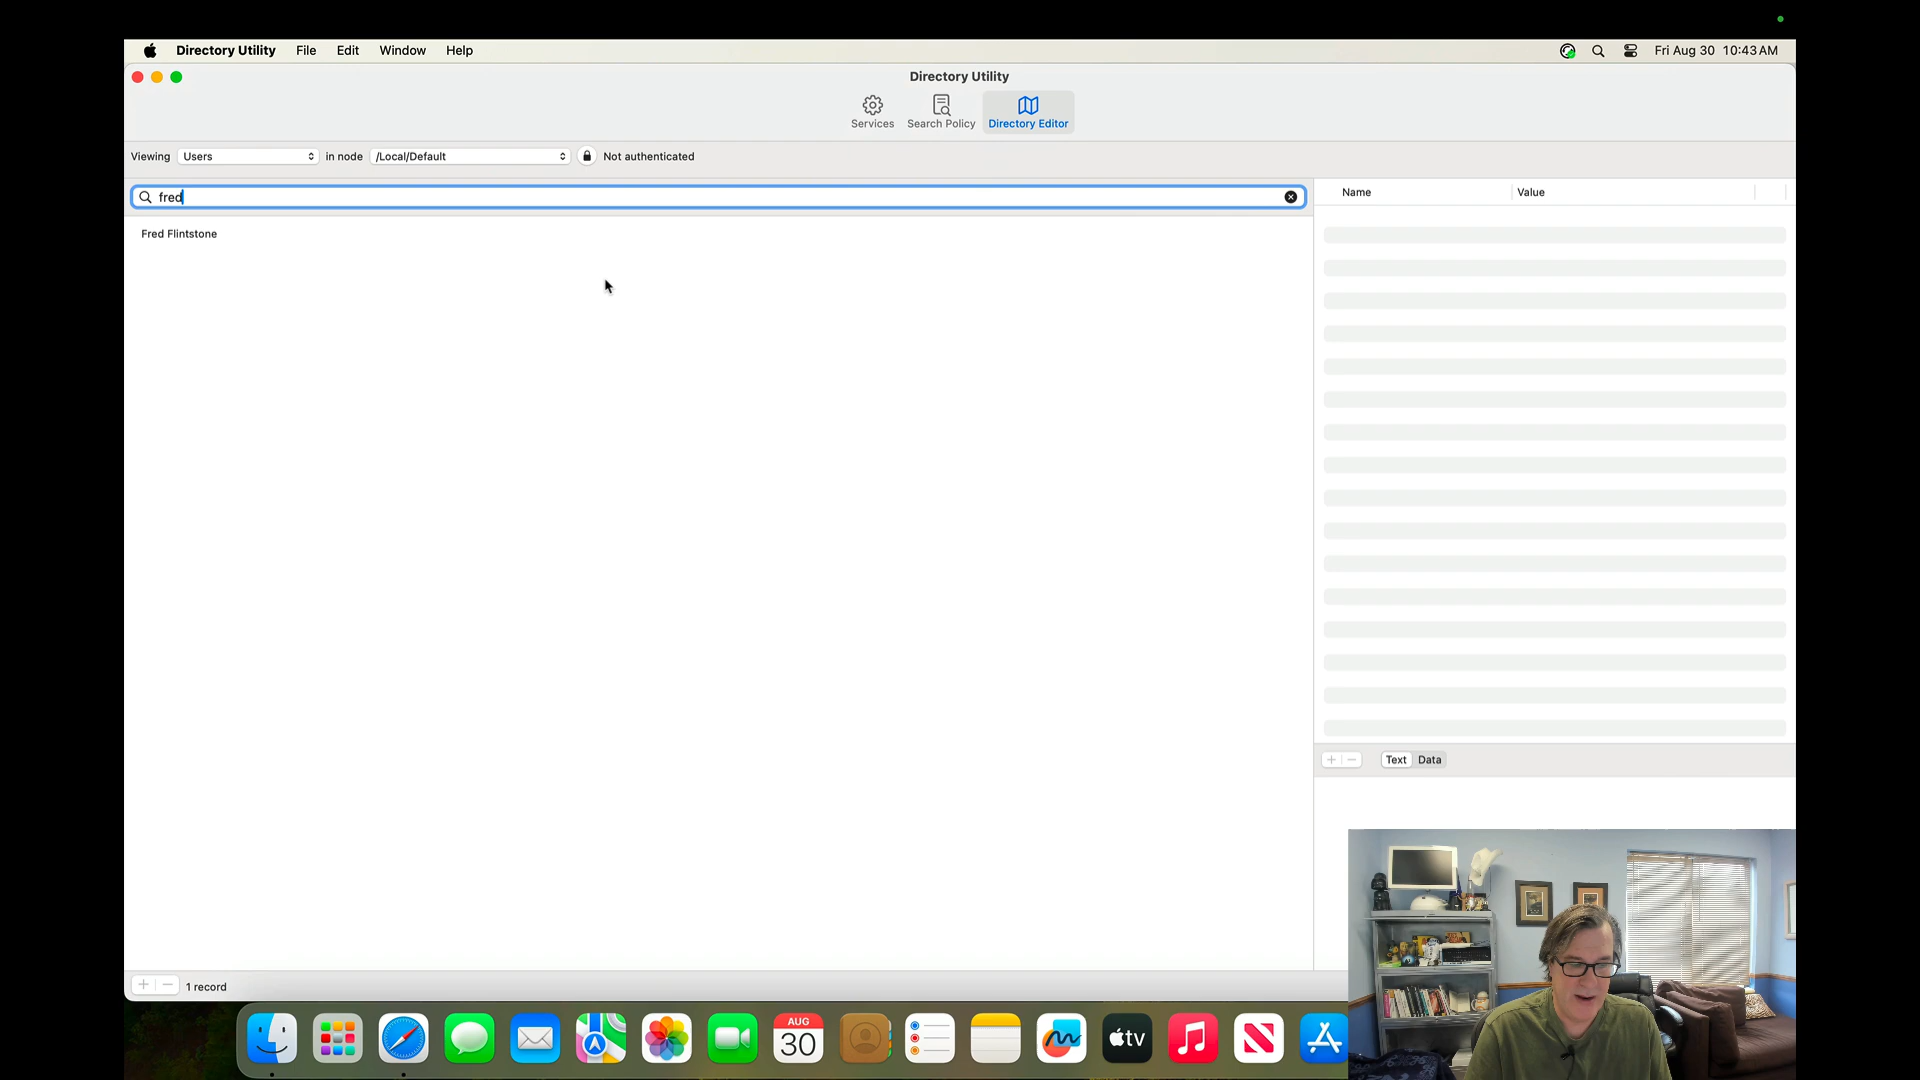 Directory Utility File Edit Window Help Fri Aug 30 10:43 AM
Directory Utility
Services Search Policy Directory Editor
Viewing Users in node /Local/Default Not authenticated
fred
Name Value
Fred Flintstone
Text Data
1 record
AUG
30
tv